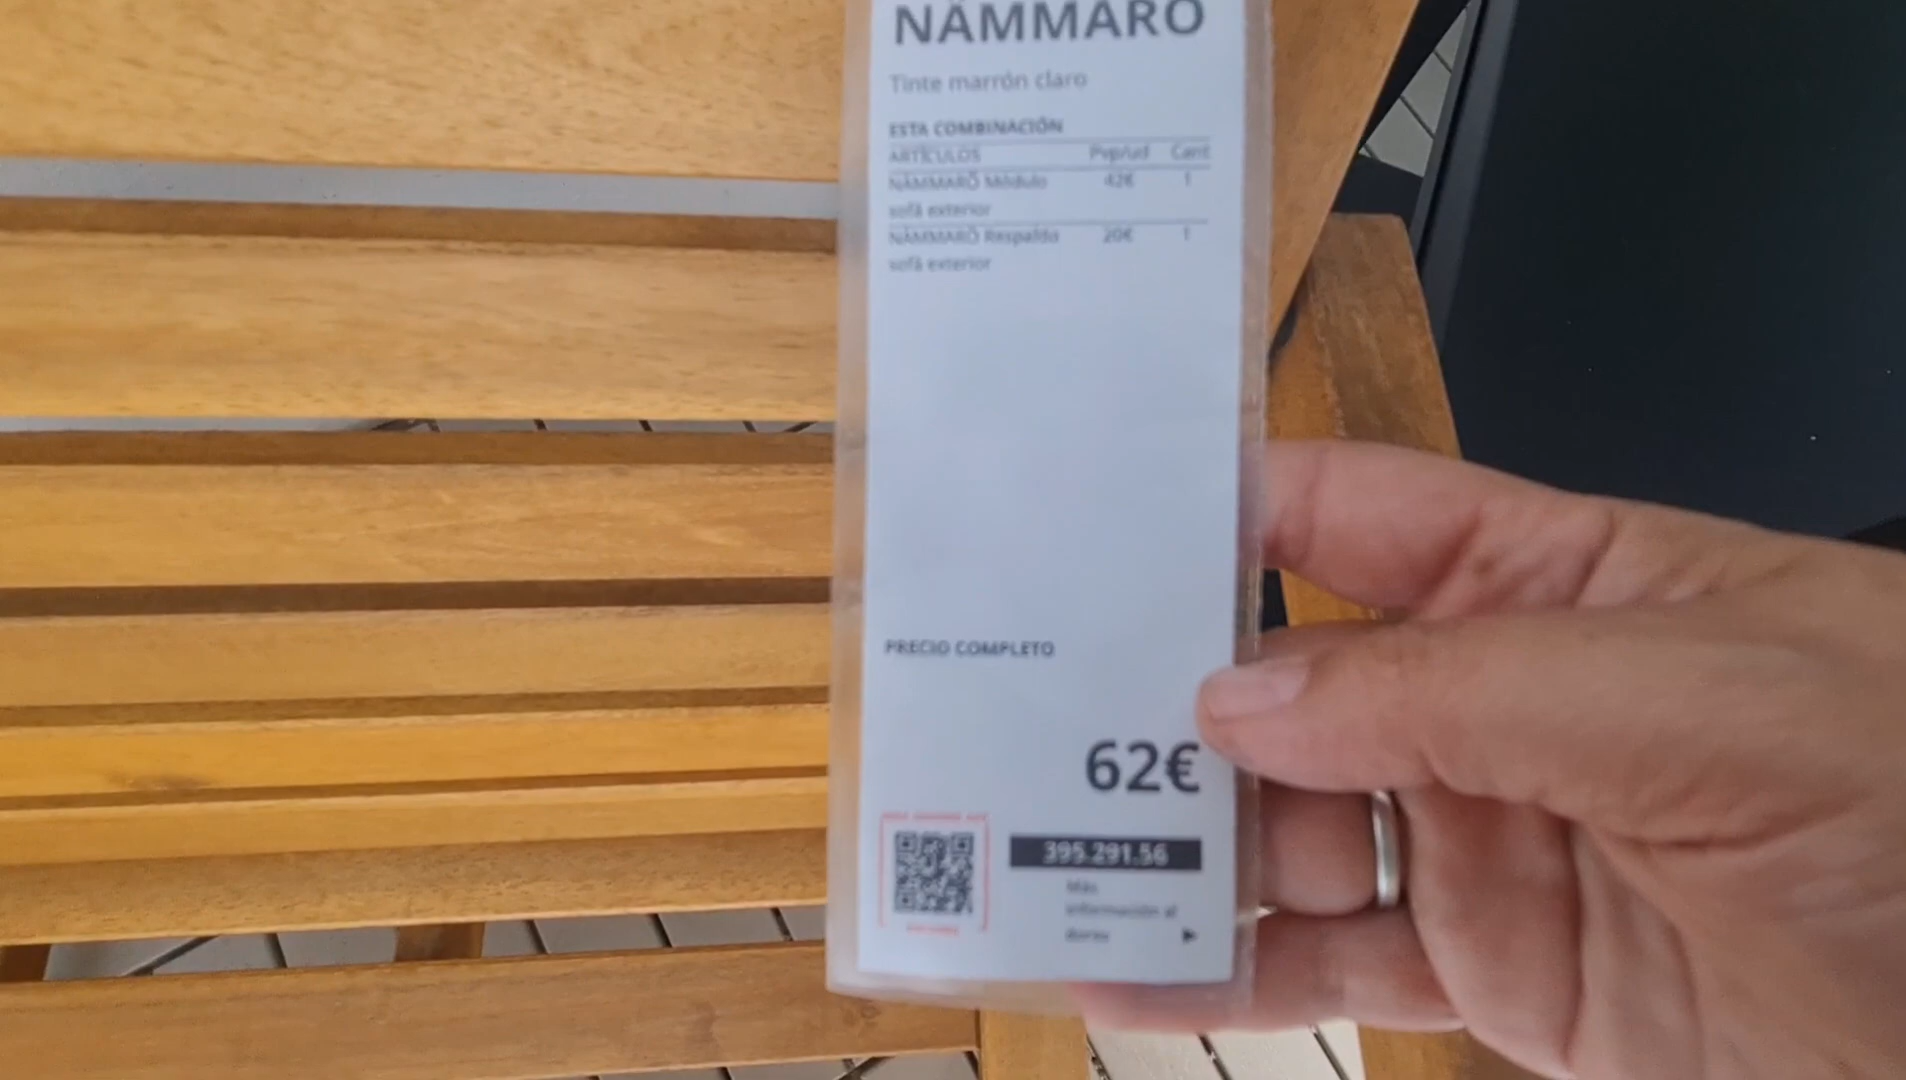 NÄMMARÖ
Tinte marrón claro
ESTA COMBINACIÓN
ARTÍCULOS Pvp/ud Cant
NÄMMARÖ Módulo 42€ 1
sofá exterior
NÄMMARÖ Respaldo 20€ 1
sofá exterior
PRECIO COMPLETO
62€
395.291.56
Más
información al
dorso